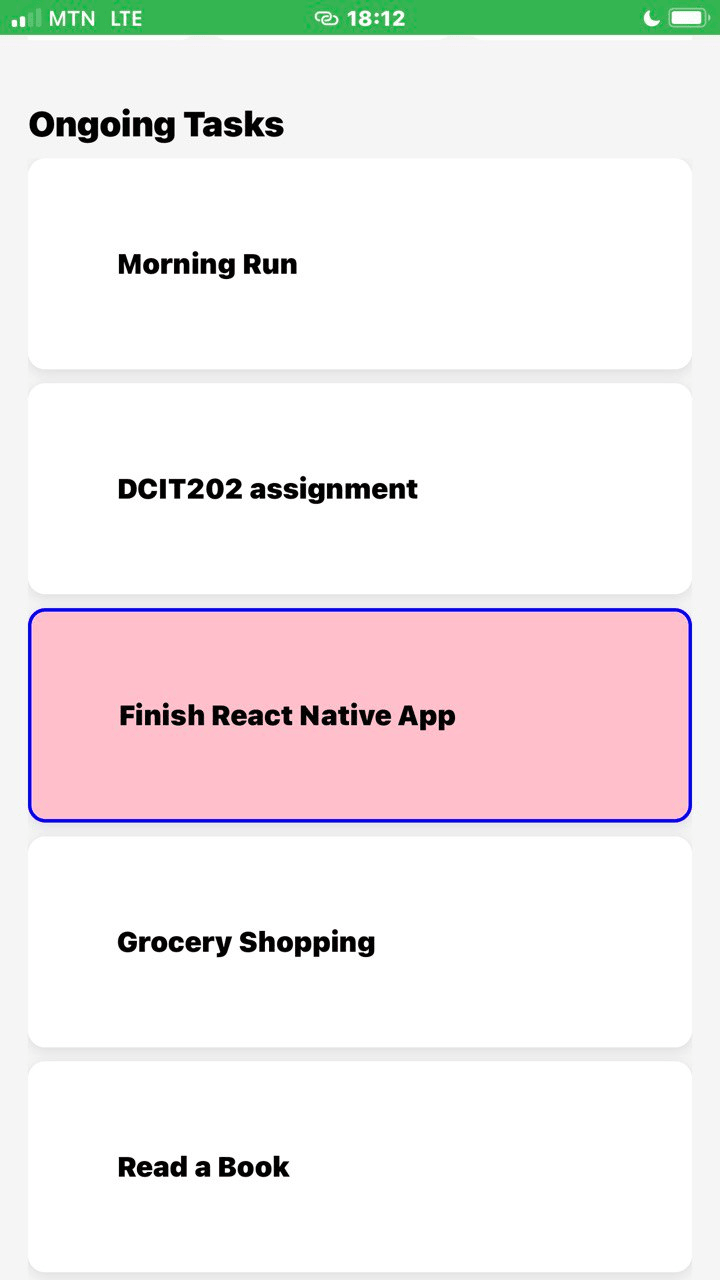 MTN LTE 18:12
Ongoing Tasks
Morning Run
DCIT202 assignment
Finish React Native App
Grocery Shopping
Read a Book